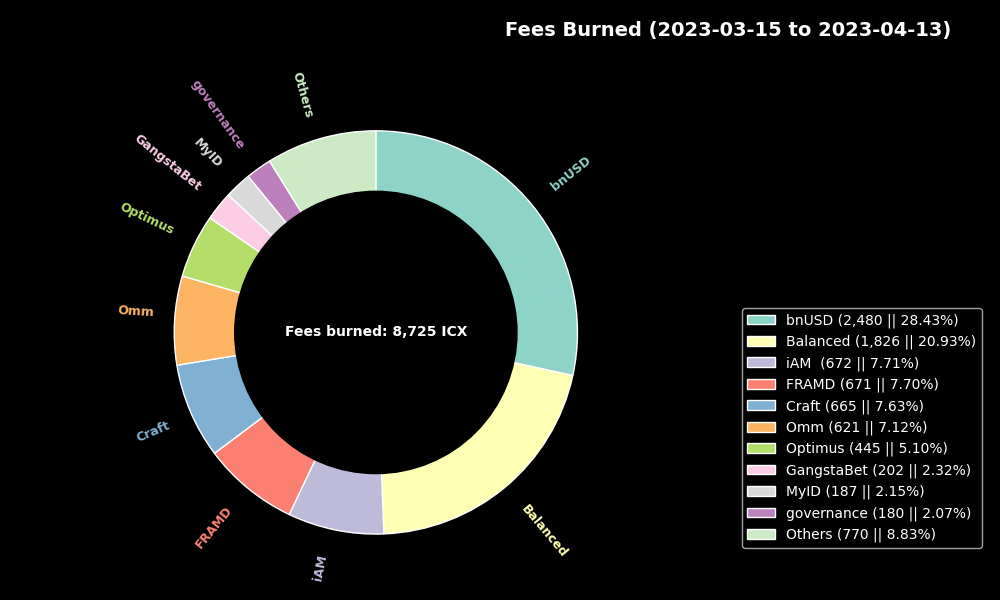 Fees Burned (2023-03-15 to 2023-04-13)
Others
governance
MyID
GangstaBet
Optimus
Omm
Craft
FRAMD
iAM
Balanced
bnUSD
Fees burned: 8,725 ICX
bnUSD (2,480 || 28.43%)
Balanced (1,826 || 20.93%)
iAM  (672 || 7.71%)
FRAMD (671 || 7.70%)
Craft (665 || 7.63%)
Omm (621 || 7.12%)
Optimus (445 || 5.10%)
GangstaBet (202 || 2.32%)
MyID (187 || 2.15%)
governance (180 || 2.07%)
Others (770 || 8.83%)